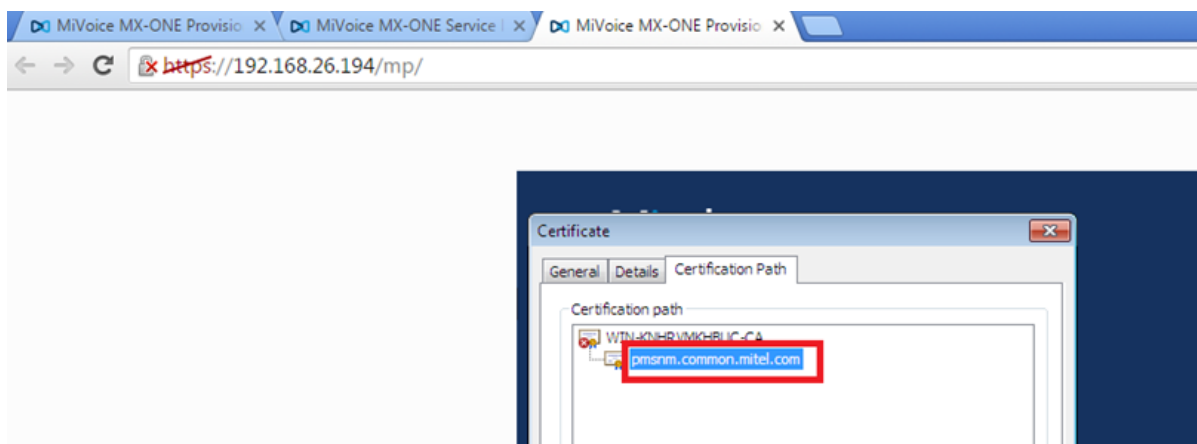 MiVoice MX-ONE Provisio
MiVoice MX-ONE Service
MiVoice MX-ONE Provisio
https://192.168.26.194/mp/
Certificate
General Details Certification Path
Certification path
pmsnm.common.mitel.com